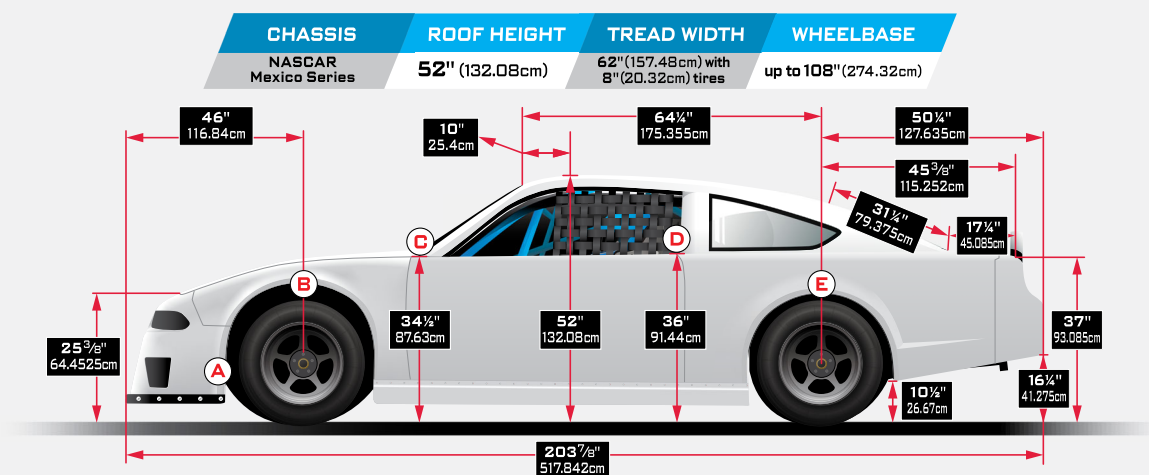 CHASSIS
ROOF HEIGHT
TREAD WIDTH
WHEELBASE
NASCAR
Mexico Series
52" (132.08cm)
62" (157.48cm) with
8" (20.32cm) tires
up to 108" (274.32cm)
46"
116.84cm
10"
25.4cm
64¼"
175.355cm
50¼"
127.635cm
45⅜"
115.252cm
31¼"
79.375cm
17¼"
45.085cm
C
D
B
E
A
25⅜"
64.4525cm
34½"
87.63cm
52"
132.08cm
36"
91.44cm
37"
93.085cm
16¼"
41.275cm
10½"
26.67cm
203⅞"
517.842cm